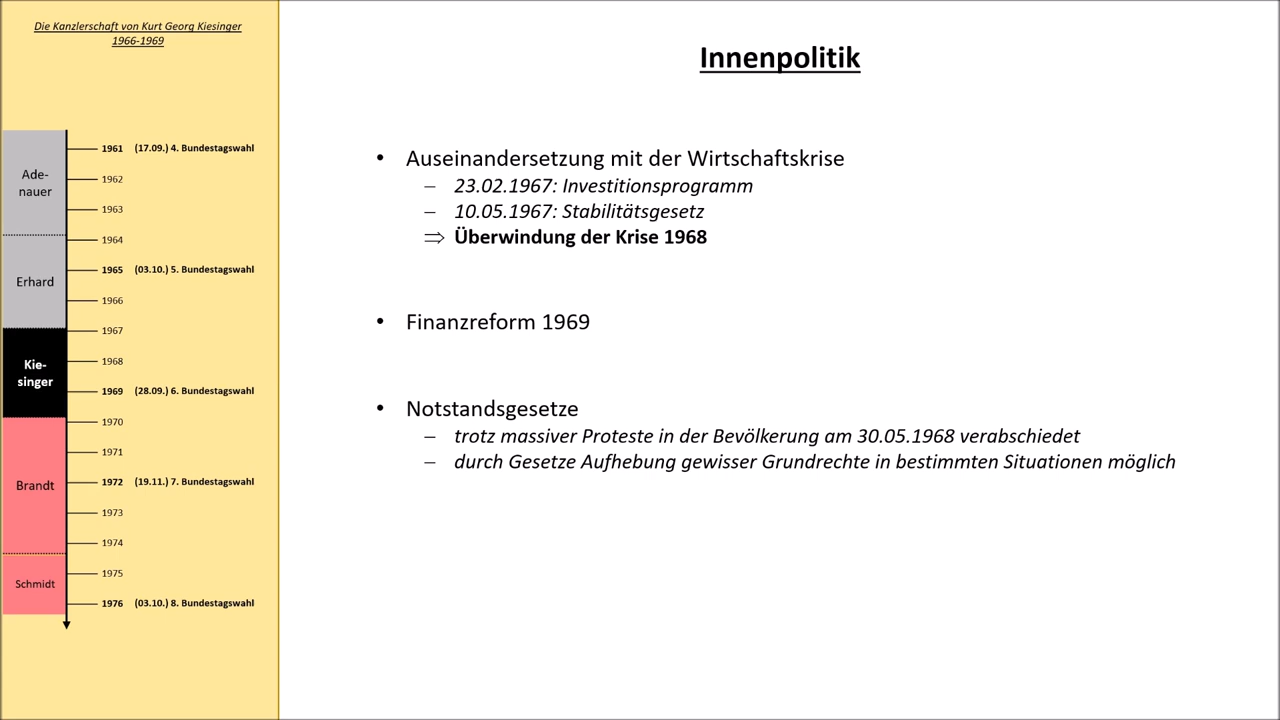 Die Kanzlerschaft von Kurt Georg Kiesinger
1966-1969
Ade-
nauer
Erhard
Kie-
singer
Brandt
Schmidt
1961 (17.09.) 4. Bundestagswahl
1962
1963
1964
1965 (03.10.) 5. Bundestagswahl
1966
1967
1968
1969 (28.09.) 6. Bundestagswahl
1970
1971
1972 (19.11.) 7. Bundestagswahl
1973
1974
1975
1976 (03.10.) 8. Bundestagswahl
Innenpolitik
• Auseinandersetzung mit der Wirtschaftskrise
– 23.02.1967: Investitionsprogramm
– 10.05.1967: Stabilitätsgesetz
⇒ Überwindung der Krise 1968
• Finanzreform 1969
• Notstandsgesetze
– trotz massiver Proteste in der Bevölkerung am 30.05.1968 verabschiedet
– durch Gesetze Aufhebung gewisser Grundrechte in bestimmten Situationen möglich